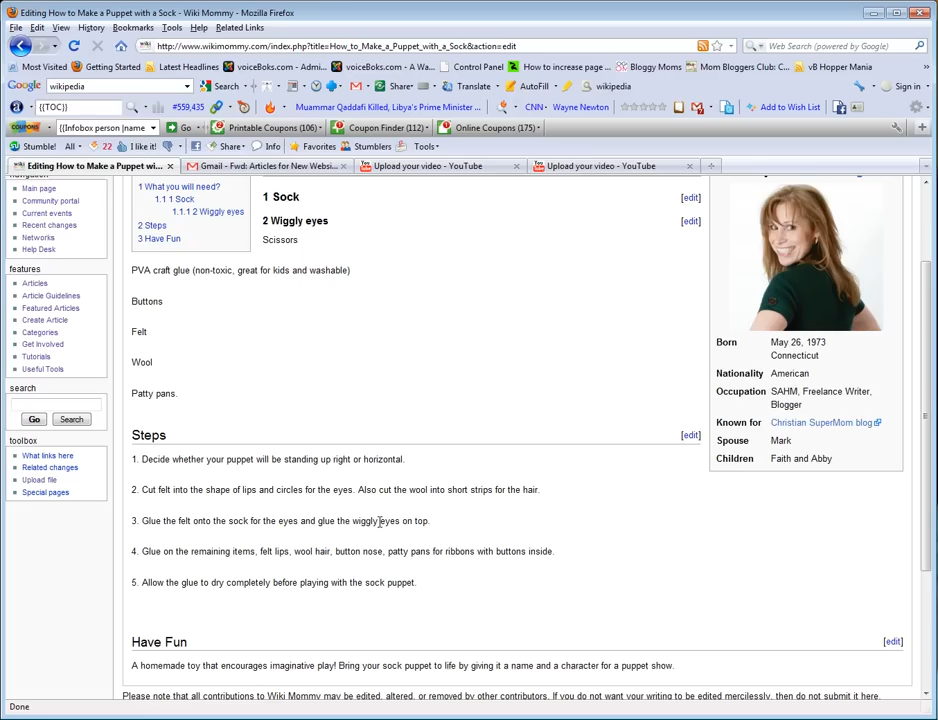 Editing How to Make a Puppet with a Sock - Wiki Mommy - Mozilla Firefox
File Edit View History Bookmarks Tools Help Related Links
http://www.wikimommy.com/index.php?title=How_to_Make_a_Puppet_with_a_Sock&action=edit
Web Search (powered by Google)
Most Visited Getting Started Latest Headlines voiceBoks.com - Admi... voiceBoks.com - A Wa... Control Panel How to increase page ... Bloggy Moms Mom Bloggers Club: C... vB Hopper Mania
Google wikipedia Search Share Translate AutoFill wikipedia Sign in
{{TOC}} #559,435 Muammar Qaddafi Killed, Libya's Prime Minister ... CNN Wayne Newton Add to Wish List
COUPONS {{Infobox person |name Go Printable Coupons (106) Coupon Finder (112) Online Coupons (175)
Stumble! All 22 I like it! Share Info Favorites Stumblers Tools
Editing How to Make a Puppet wi... Gmail - Fwd: Articles for New Websi... Upload your video - YouTube Upload your video - YouTube
navigation
Main page
Community portal
Current events
Recent changes
Networks
Help Desk
features
Articles
Article Guidelines
Featured Articles
Create Article
Categories
Get Involved
Tutorials
Useful Tools
search
Go Search
toolbox
What links here
Related changes
Upload file
Special pages
1 What you will need?
1.1 1 Sock
1.1.1 2 Wiggly eyes
2 Steps
3 Have Fun
1 Sock [edit]
2 Wiggly eyes [edit]
Scissors
PVA craft glue (non-toxic, great for kids and washable)
Buttons
Felt
Wool
Patty pans.
Steps [edit]
1. Decide whether your puppet will be standing up right or horizontal.
2. Cut felt into the shape of lips and circles for the eyes. Also cut the wool into short strips for the hair.
3. Glue the felt onto the sock for the eyes and glue the wiggly eyes on top.
4. Glue on the remaining items, felt lips, wool hair, button nose, patty pans for ribbons with buttons inside.
5. Allow the glue to dry completely before playing with the sock puppet.
Have Fun [edit]
A homemade toy that encourages imaginative play! Bring your sock puppet to life by giving it a name and a character for a puppet show.
Born May 26, 1973
Connecticut
Nationality American
Occupation SAHM, Freelance Writer,
Blogger
Known for Christian SuperMom blog
Spouse Mark
Children Faith and Abby
Please note that all contributions to Wiki Mommy may be edited, altered, or removed by other contributors. If you do not want your writing to be edited mercilessly, then do not submit it here.
Done